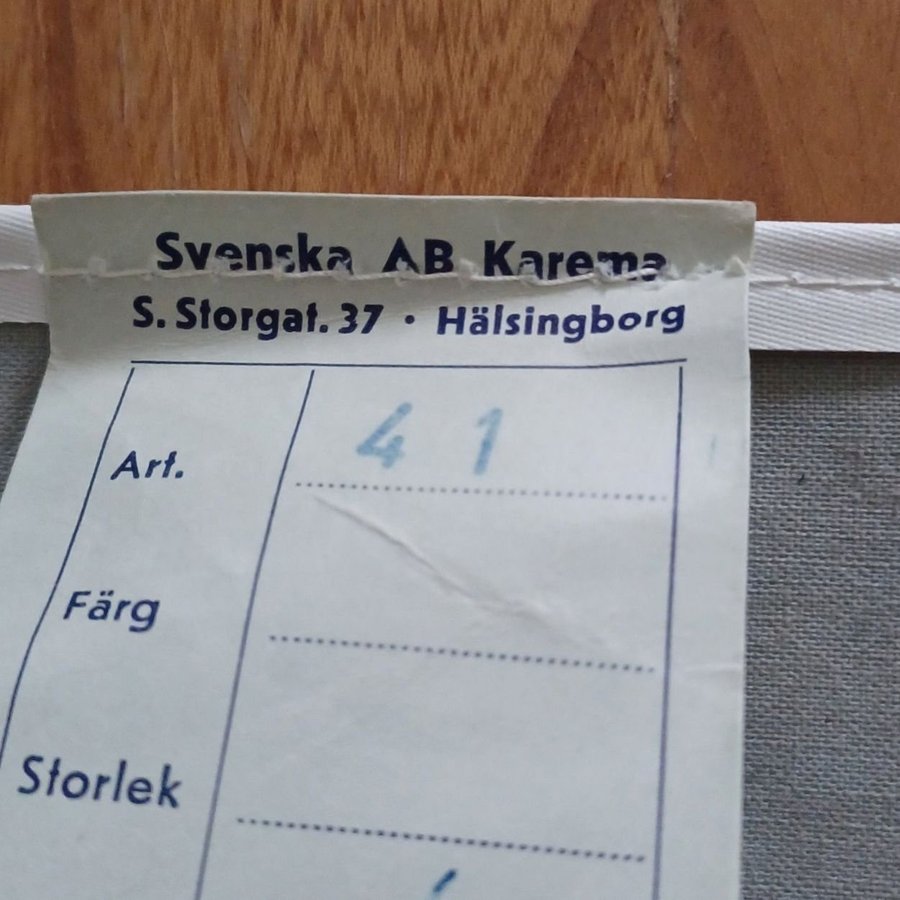 Svenska AB Karema
S. Storgat. 37 · Hälsingborg
Art. 41
Färg
Storlek